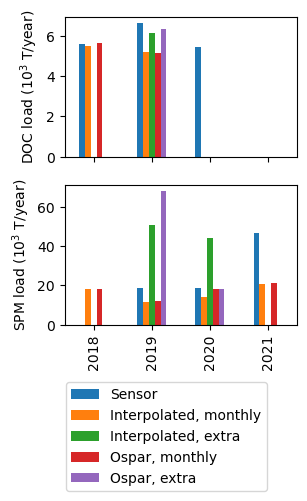 DOC load (10³ T/year)
6
4
2
0
SPM load (10³ T/year)
60
40
20
0
2018
2019
2020
2021
Sensor
Interpolated, monthly
Interpolated, extra
Ospar, monthly
Ospar, extra